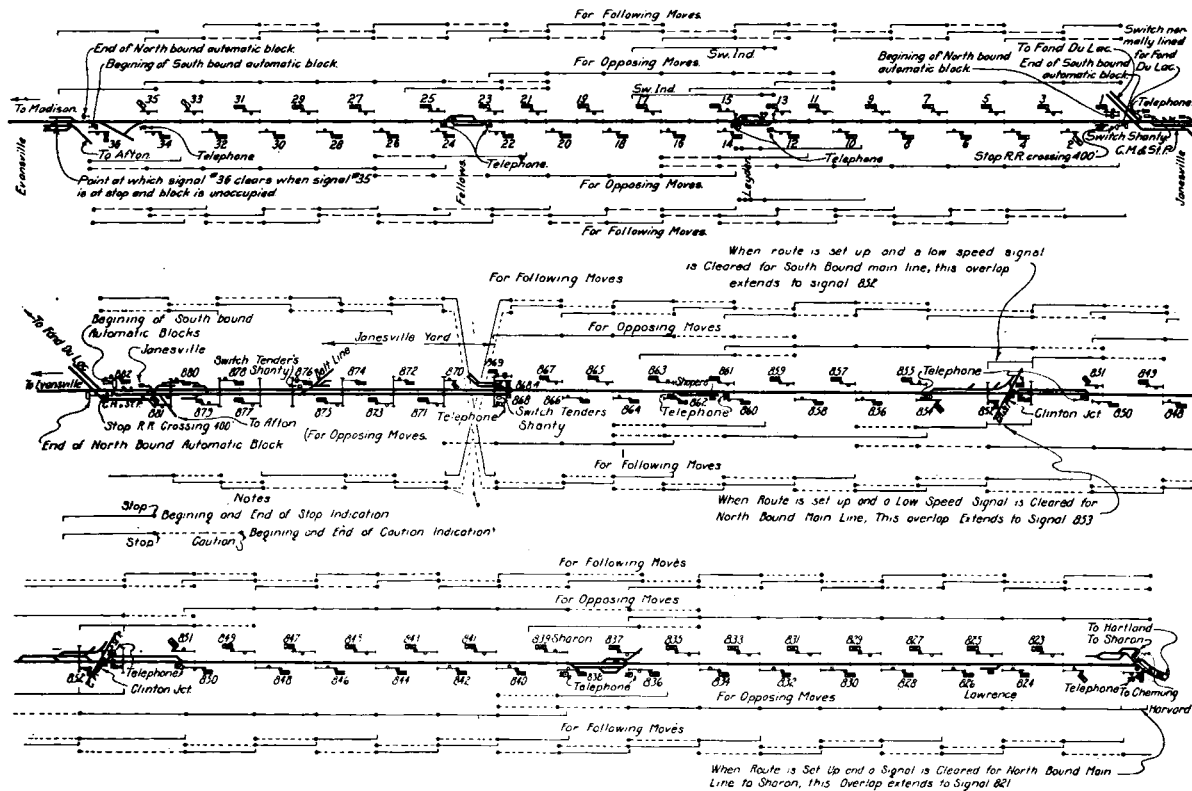 For Following Moves.
Switch nor-
mally lined
for Fond
Du Lac.
End of North bound automatic block
Begining of South bound automatic block.
Sw. Ind.
For Opposing Moves.
Sw. Ind.
Begining of North bound
automatic block
To Fond Du Lac
End of South bound
automatic block
Telephone
To Madison
35 33 31 29 27 25 23 21 19 17 15 13 11 9 7 5 3 1
36 34 32 30 28 26 24 22 20 18 16 14 12 10 8 6 4 2
To Afton
Telephone
Telephone.
Telephone
Switch Shanty
C.M.& St.P.
Stop R.R. crossing 400'
Evansville
Fellows.
Leyden
Janesville
Point at which signal #36 clears when signal #35
is at stop and block is unoccupied
For Opposing Moves.
For Following Moves.
When route is set up and a low speed signal
is Cleared for South Bound main line, this overlap
extends to signal 852
For Following Moves
To Fond Du Lac
Begining of South bound
Automatic Blocks
Janesville
Janesville Yard
For Opposing Moves
Switch Tender's
Shanty
Belt Line
To Evansville
882 880 878 876 874 872 870 869 867 865 863 861 859 857 855 851 849
Shopiere
Telephone
C.M.& St.P.
881 879 877 875 873 871 868A 868 866 864 862 860 858 856 854 852 850 848
Stop R.R Crossing 400'
To Afton
Telephone
Switch Tenders
Shanty
Telephone
Clinton Jct.
End of North Bound Automatic Block
For Opposing Moves.
For Following Moves
When Route is set up and a Low Speed Signal is Cleared for
North Bound Main Line, This overlap Extends to Signal 853
Notes
Stop
Begining and End of Stop Indication
Stop Caution
Begining and End of Caution Indication
For Following Moves
For Opposing Moves
To Hartland
To Sharon
851 849 847 845 843 841 839 Sharon 837 835 833 831 829 827 825 823
852
Telephone
Clinton Jct.
850 848 846 844 842 840 838 836 834 832 830 828 826 824
Telephone
Lawrence
Telephone
To Chemung
Harvard
For Opposing Moves
For Following Moves
When Route is Set Up and a Signal is Cleared for North Bound Main
Line to Sharon, this Overlap extends to Signal 821